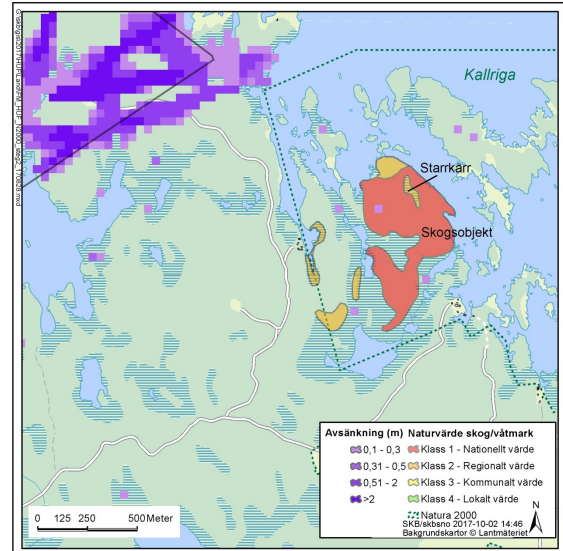 Kallriga
Starrkärr
Skogsobjekt
Avsänkning (m) Naturvärde skog/våtmark
0,1 - 0,3 Klass 1 - Nationellt värde
0,31 - 0,5 Klass 2 - Regionalt värde
0,51 - 2 Klass 3 - Kommunalt värde
>2 Klass 4 - Lokalt värde
Natura 2000
SKB/skbsno 2017-10-02 14:46
Bakgrundskartor © Lantmäteriet
N
0 125 250 500 Meter